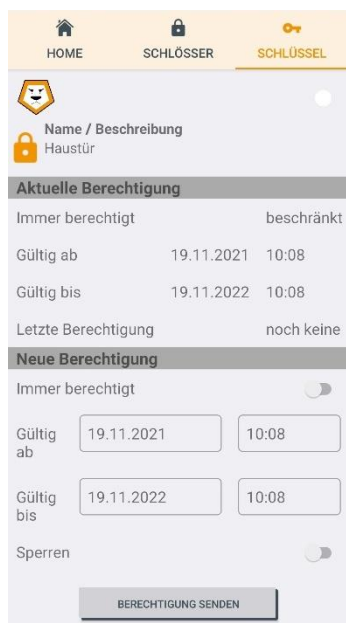 HOME SCHLÖSSER SCHLÜSSEL
Name / Beschreibung
Haustür
Aktuelle Berechtigung
Immer berechtigt beschränkt
Gültig ab 19.11.2021 10:08
Gültig bis 19.11.2022 10:08
Letzte Berechtigung noch keine
Neue Berechtigung
Immer berechtigt
Gültig ab 19.11.2021 10:08
Gültig bis 19.11.2022 10:08
Sperren
BERECHTIGUNG SENDEN